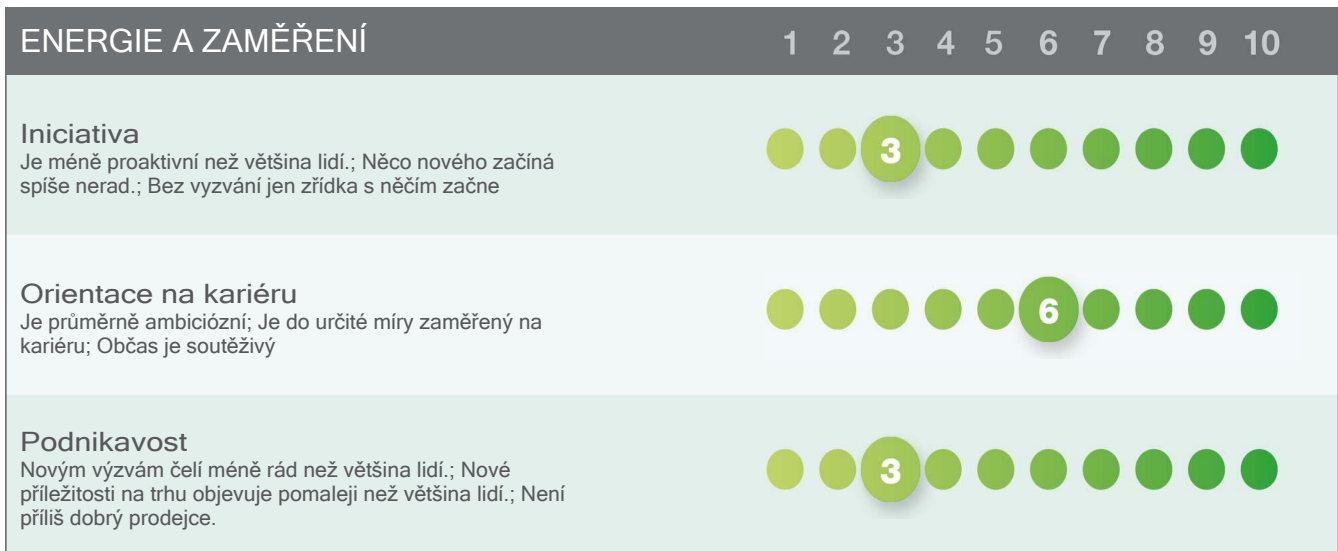 ENERGIE A ZAMĚŘENÍ 1 2 3 4 5 6 7 8 9 10
Iniciativa
Je méně proaktivní než většina lidí.; Něco nového začíná
spíše nerad.; Bez vyzvání jen zřídka s něčím začne
3
Orientace na kariéru
Je průměrně ambiciózní; Je do určité míry zaměřený na
kariéru; Občas je soutěživý
6
Podnikavost
Novým výzvám čelí méně rád než většina lidí.; Nové
příležitosti na trhu objevuje pomaleji než většina lidí.; Není
příliš dobrý prodejce.
3